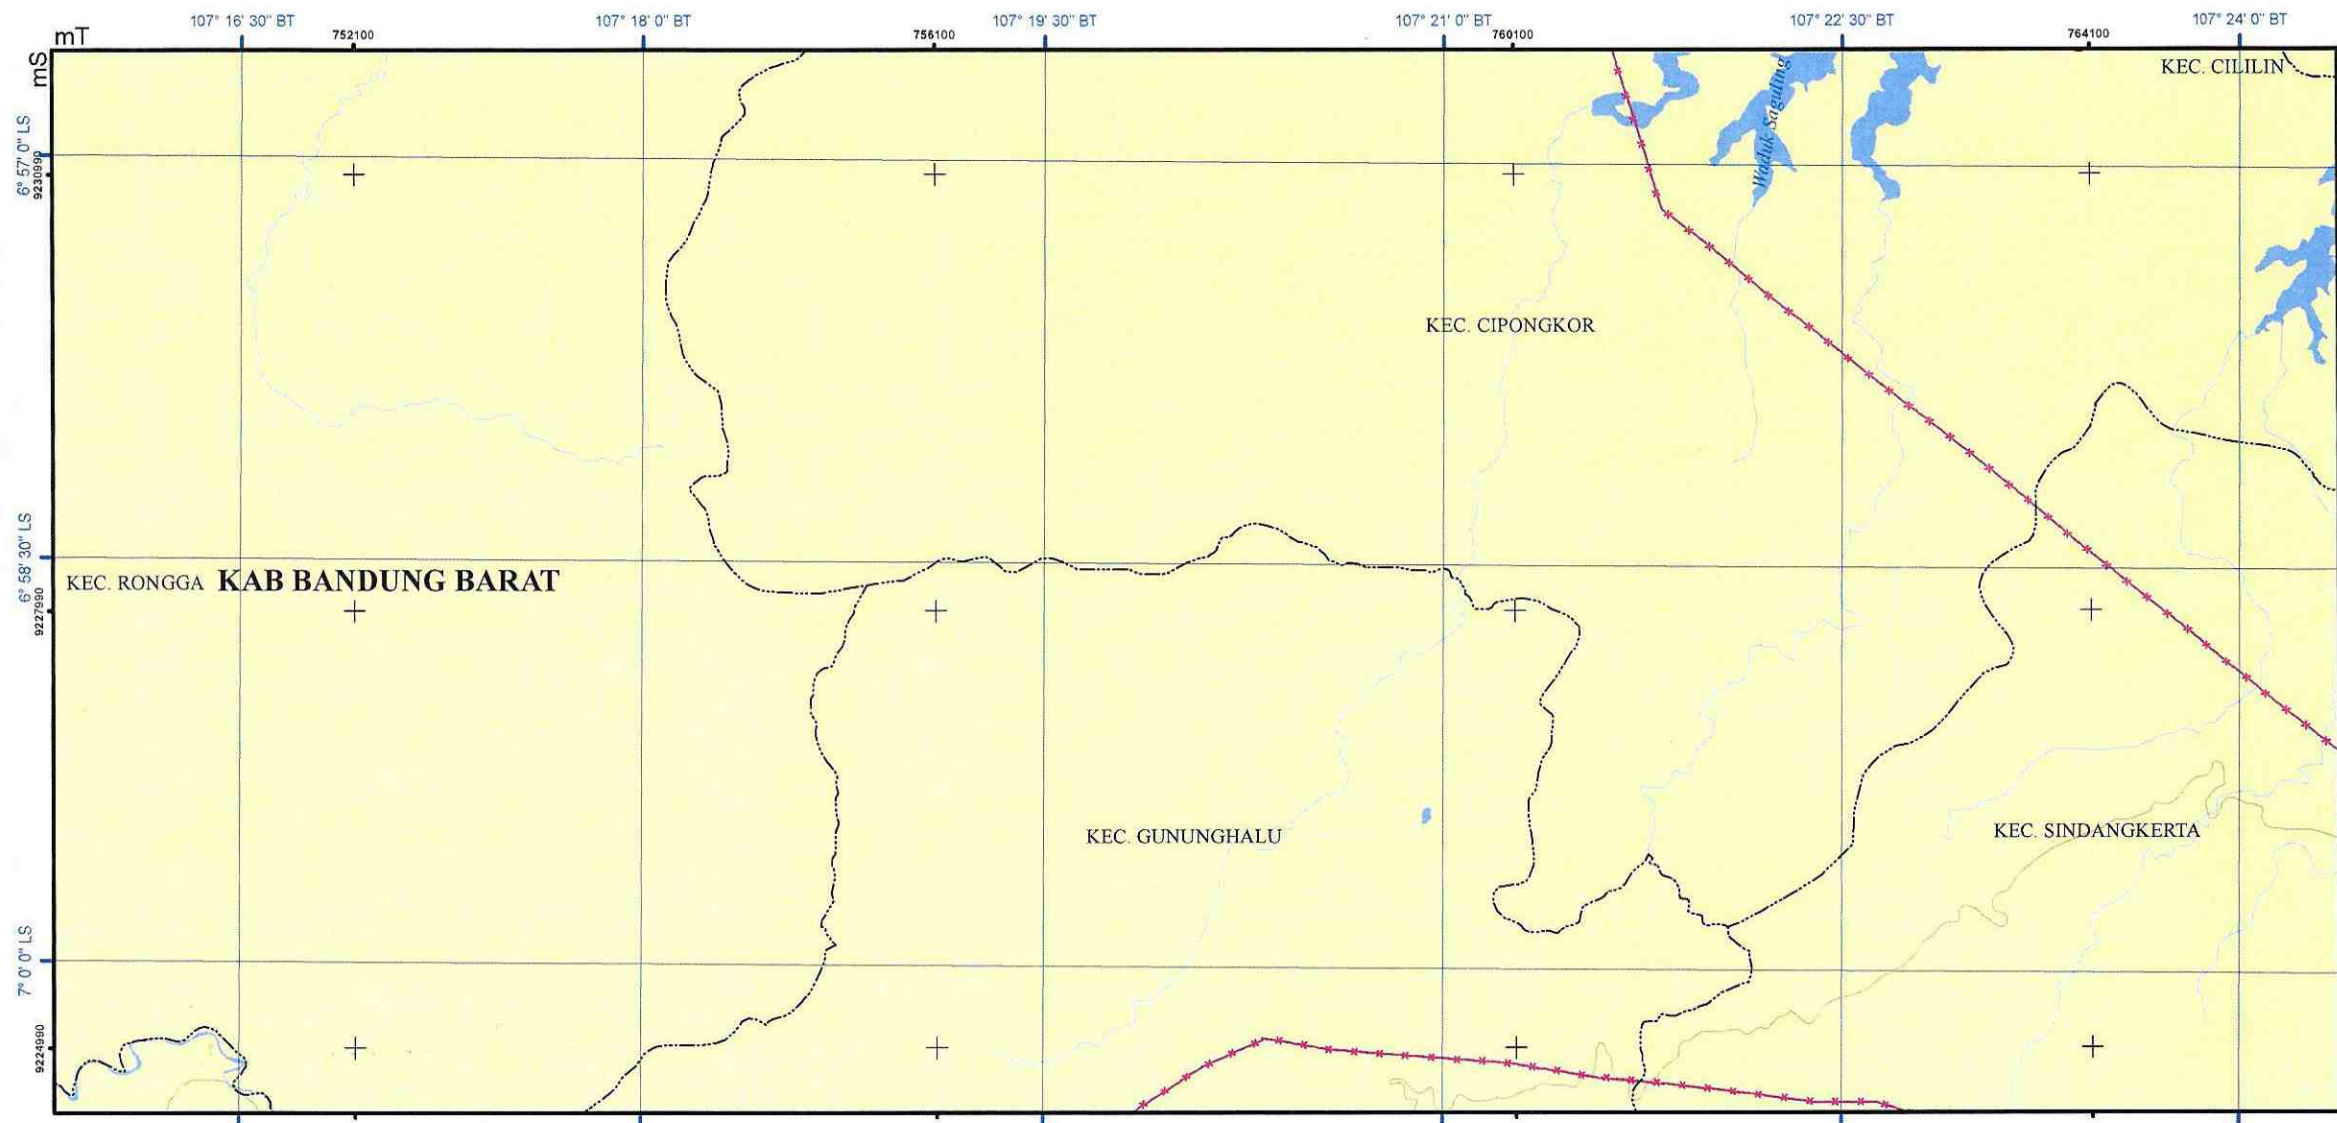 107° 16' 30" BT
107° 18' 0" BT
107° 19' 30" BT
107° 21' 0" BT
107° 22' 30" BT
107° 24' 0" BT
mT
752100
756100
760100
764100
mS
KEC. CILILIN
Waduk Saguling
6° 57' 0" LS
9230990
KEC. CIPONGKOR
6° 58' 30" LS
9227990
KEC. RONGGA
KAB BANDUNG BARAT
KEC. GUNUNGHALU
KEC. SINDANGKERTA
7° 0' 0" LS
9224990